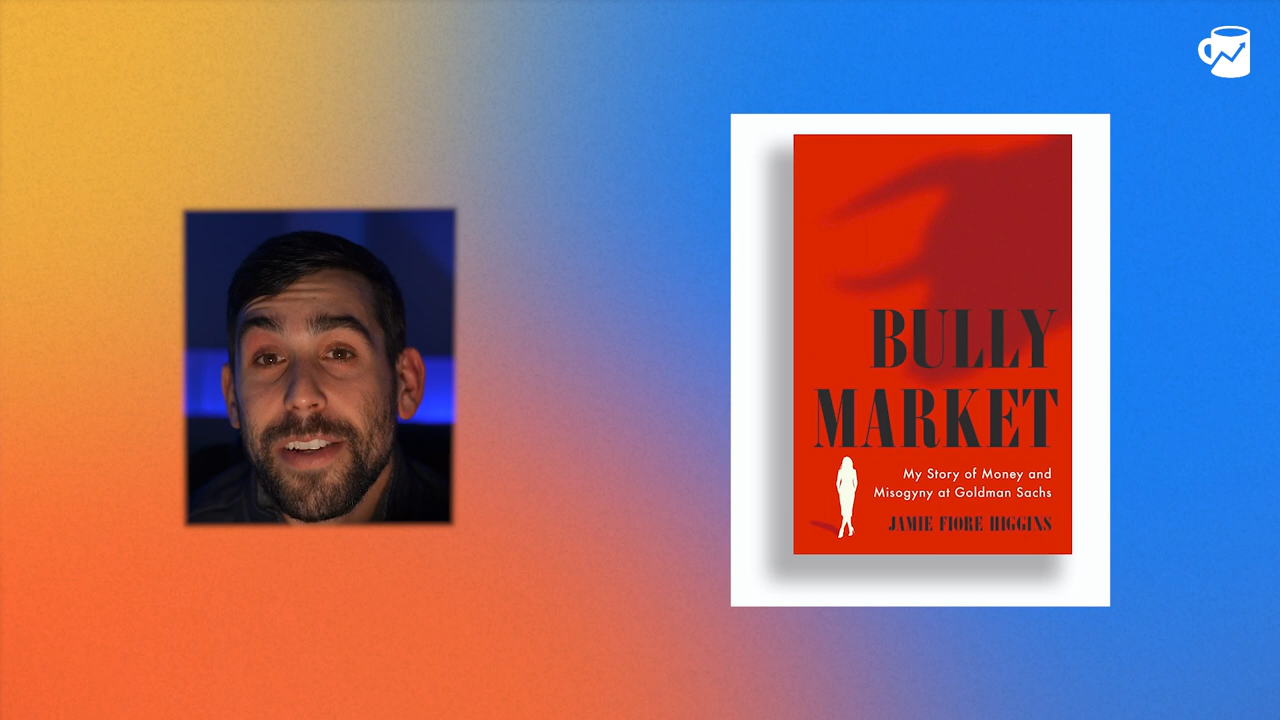 BULLY
MARKET
My Story of Money and
Misogyny at Goldman Sachs
JAMIE FIORE HIGGINS